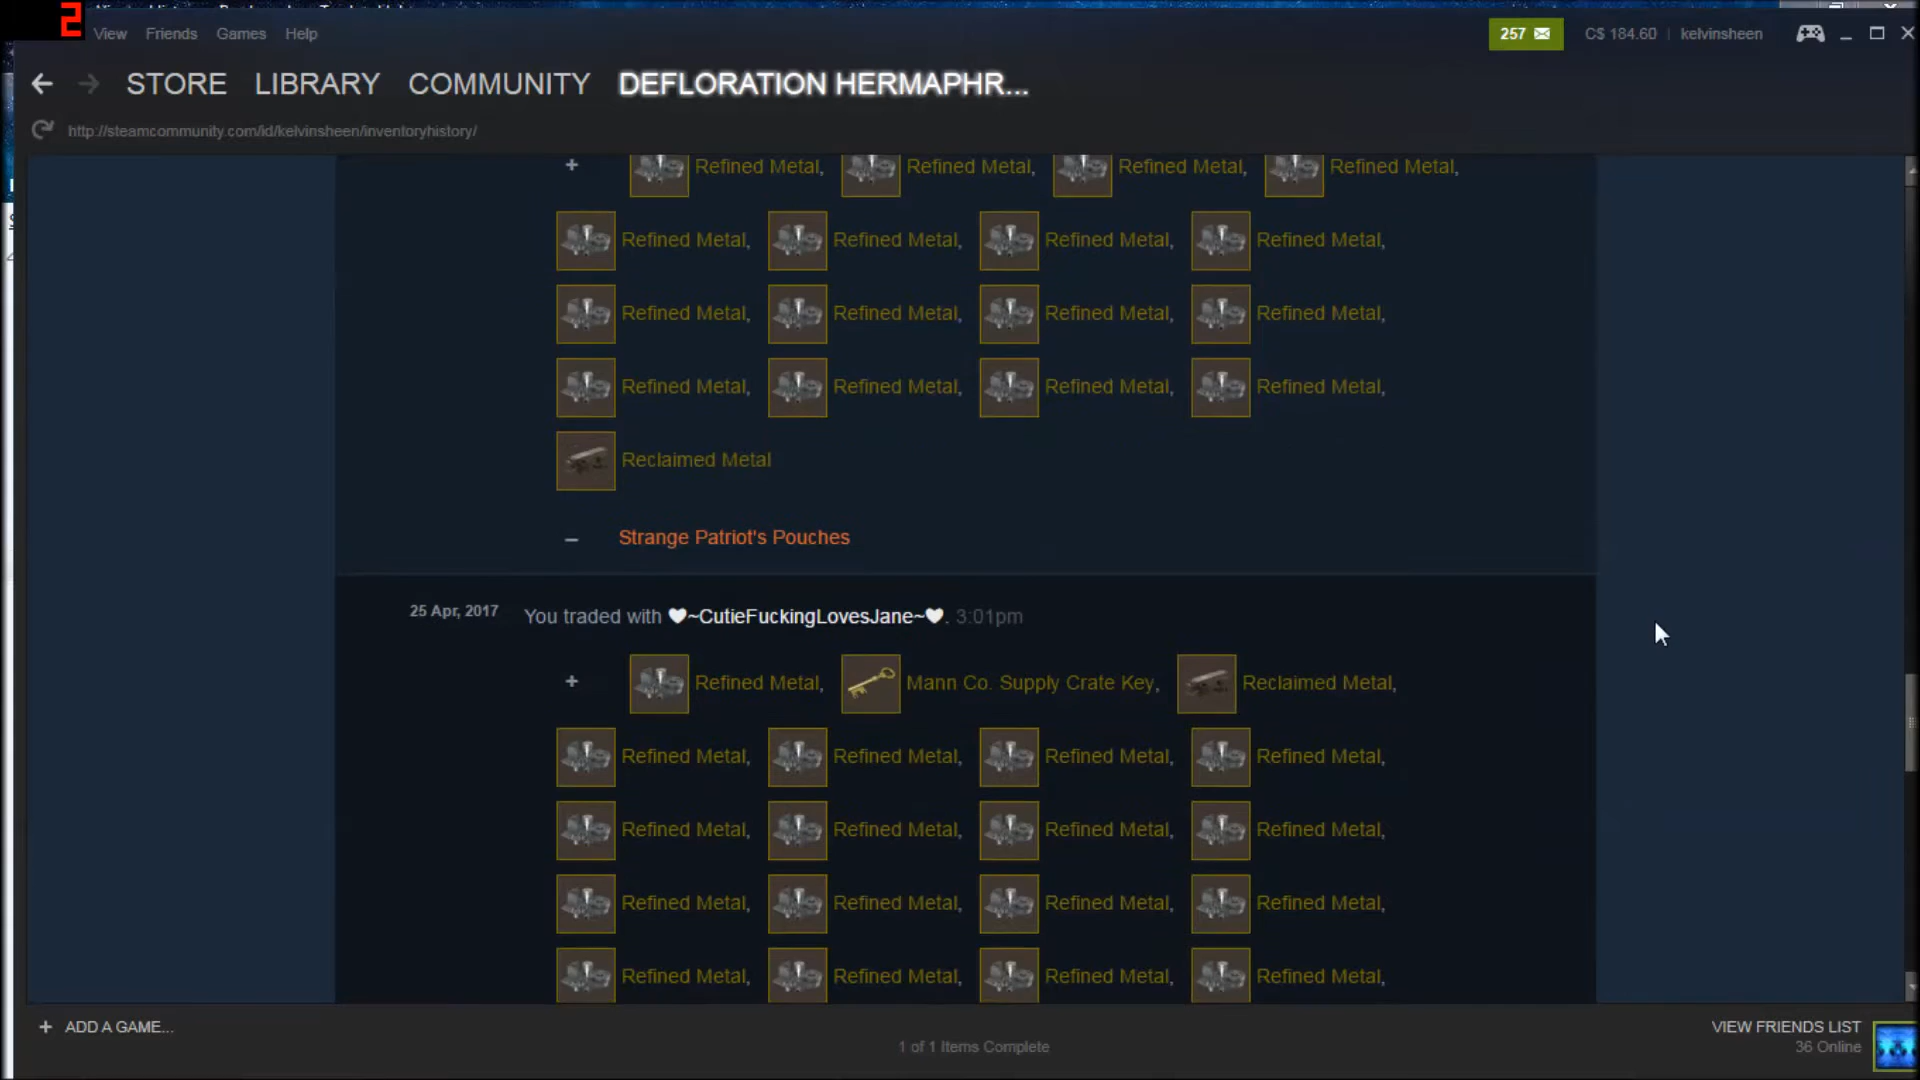 2
View Friends Games Help
257 C$ 184.60 | kelvinsheen
STORE LIBRARY COMMUNITY DEFLORATION HERMAPHR...
http://steamcommunity.com/id/kelvinsheen/inventoryhistory/
+ Refined Metal, Refined Metal, Refined Metal, Refined Metal,
Refined Metal, Refined Metal, Refined Metal, Refined Metal,
Refined Metal, Refined Metal, Refined Metal, Refined Metal,
Refined Metal, Refined Metal, Refined Metal, Refined Metal,
Reclaimed Metal
– Strange Patriot's Pouches
25 Apr, 2017 You traded with ♥~CutieFuckingLovesJane~♥. 3:01pm
+ Refined Metal, Mann Co. Supply Crate Key, Reclaimed Metal,
Refined Metal, Refined Metal, Refined Metal, Refined Metal,
Refined Metal, Refined Metal, Refined Metal, Refined Metal,
Refined Metal, Refined Metal, Refined Metal, Refined Metal,
Refined Metal, Refined Metal, Refined Metal, Refined Metal,
+ ADD A GAME... VIEW FRIENDS LIST
1 of 1 Items Complete 36 Online